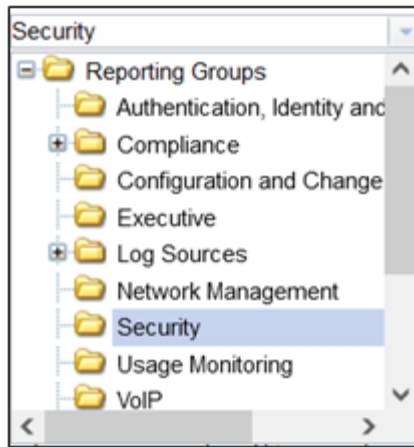 Security
Reporting Groups
Authentication, Identity and
Compliance
Configuration and Change
Executive
Log Sources
Network Management
Security
Usage Monitoring
VoIP